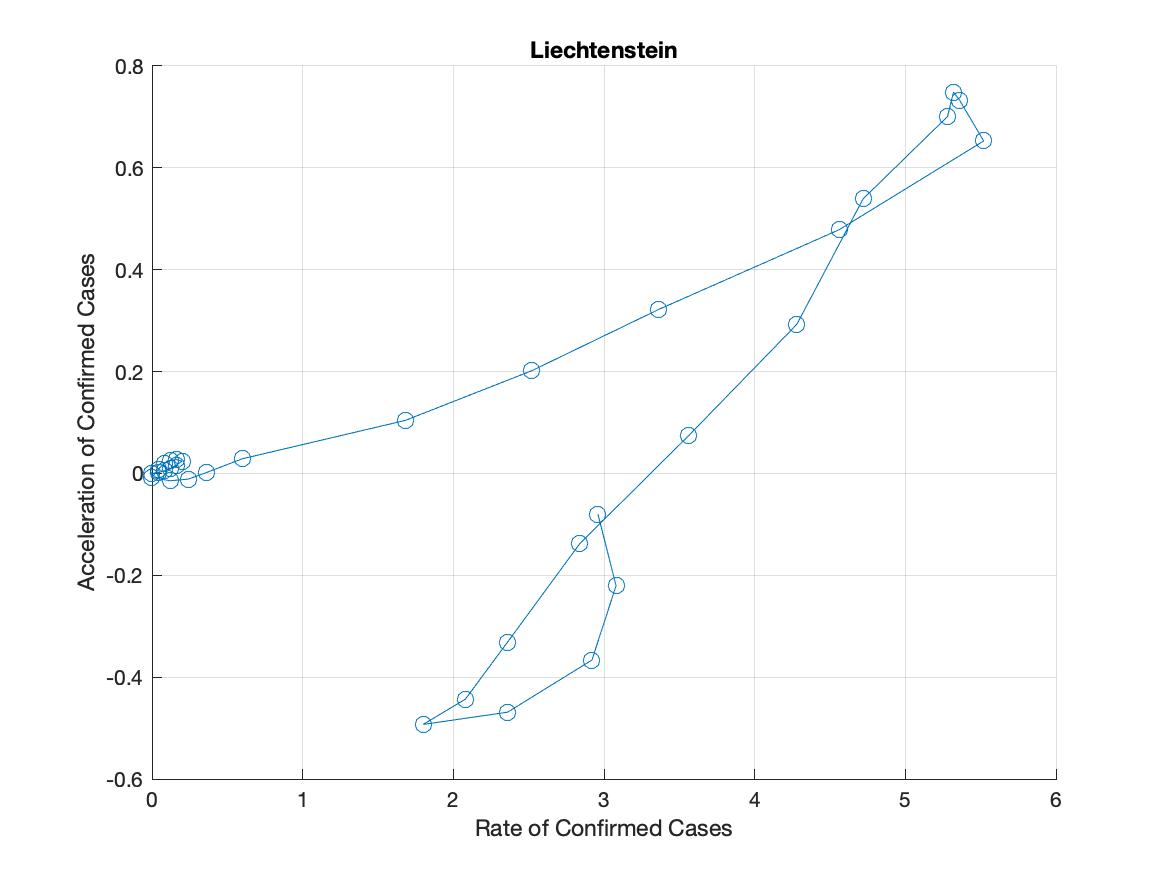 Liechtenstein
Acceleration of Confirmed Cases
0.8
0.6
0.4
0.2
0
-0.2
-0.4
-0.6
0 1 2 3 4 5 6
Rate of Confirmed Cases